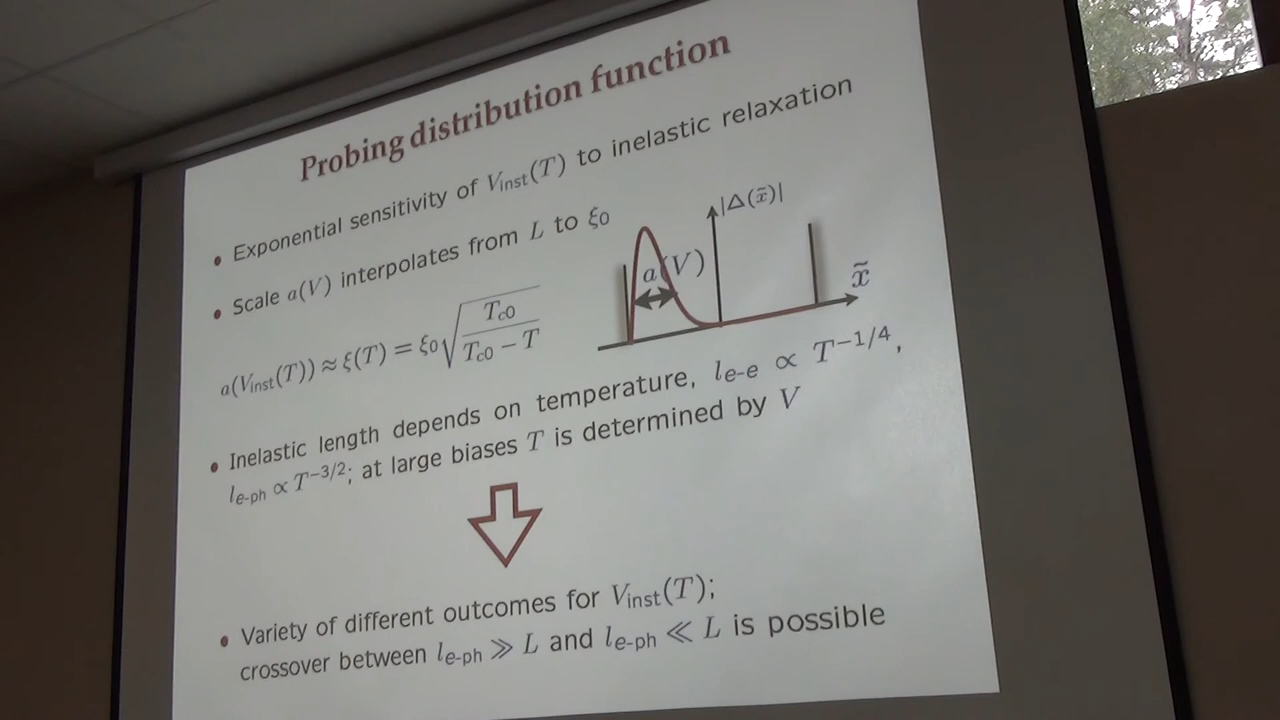 Probing distribution function
• Exponential sensitivity of V_inst(T) to inelastic relaxation
• Scale a(V) interpolates from L to ξ₀
a(V_inst(T)) ≈ ξ(T) = ξ₀ √(T_c0 / (T_c0 − T))
|Δ(x̃)|
a(V)
x̃
• Inelastic length depends on temperature, l_e-e ∝ T^−1/4,
l_e-ph ∝ T^−3/2; at large biases T is determined by V
• Variety of different outcomes for V_inst(T);
crossover between l_e-ph ≫ L and l_e-ph ≪ L is possible